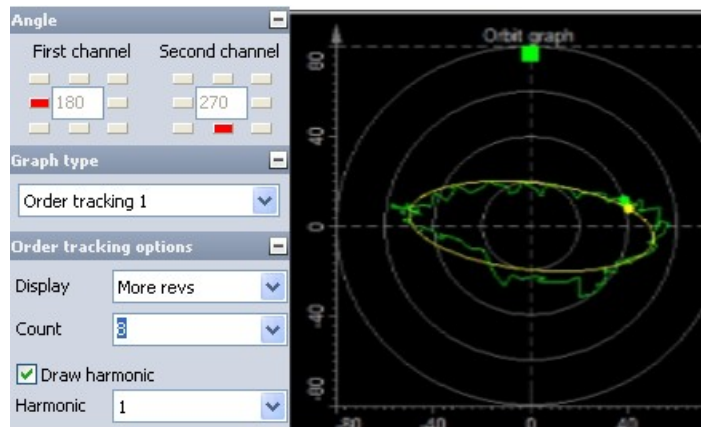 Angle
First channel Second channel
180 270
Graph type
Order tracking 1
Order tracking options
Display More revs
Count 8
Draw harmonic
Harmonic 1
Orbit graph
80
40
0
-40
-80
-80 -40 0 40